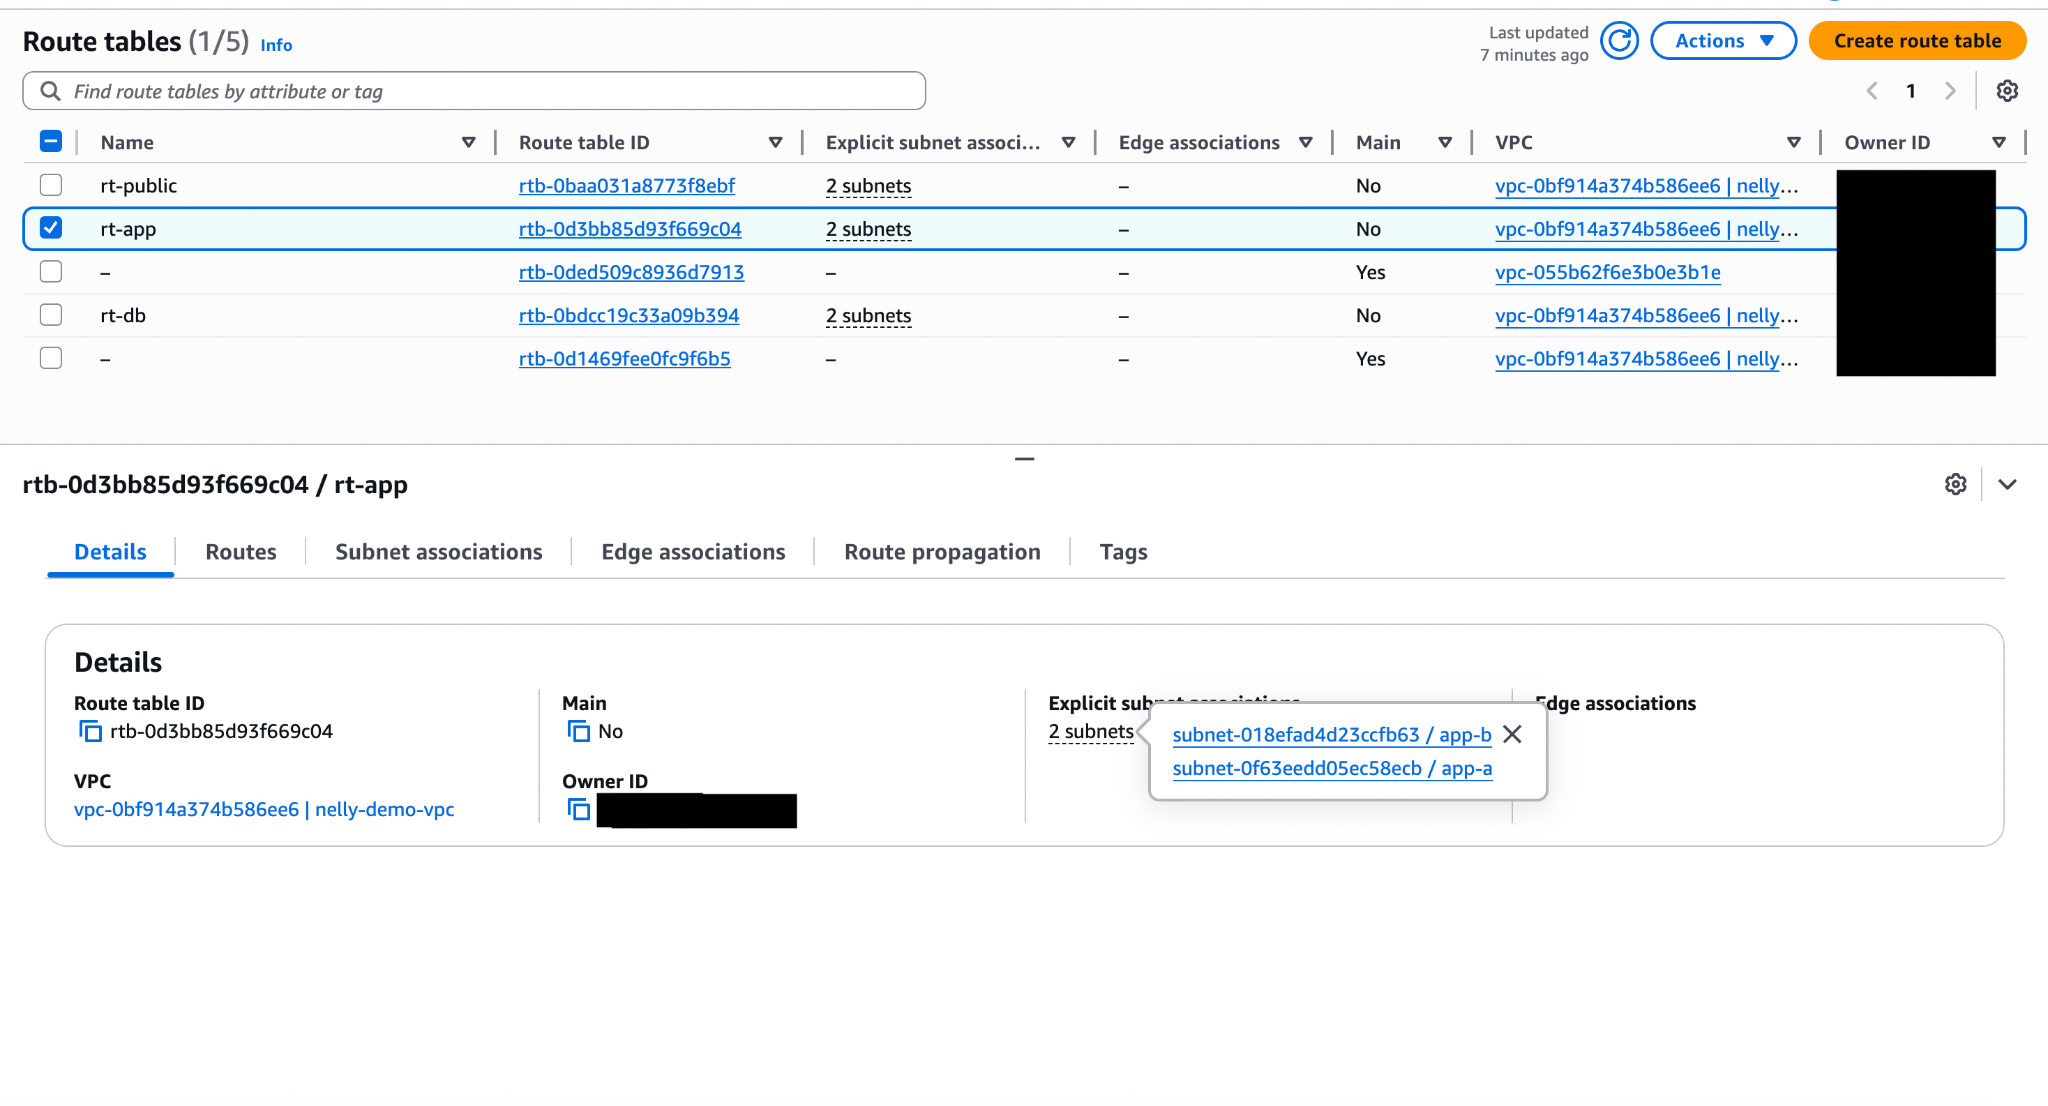 Route tables (1/5) Info
Last updated
7 minutes ago
Actions
Create route table
Find route tables by attribute or tag
1
Name Route table ID Explicit subnet associ... Edge associations Main VPC Owner ID
rt-public rtb-0baa031a8773f8ebf 2 subnets – No vpc-0bf914a374b586ee6 | nelly...
rt-app rtb-0d3bb85d93f669c04 2 subnets – No vpc-0bf914a374b586ee6 | nelly...
– rtb-0ded509c8936d7913 – – Yes vpc-055b62f6e3b0e3b1e
rt-db rtb-0bdcc19c33a09b394 2 subnets – No vpc-0bf914a374b586ee6 | nelly...
– rtb-0d1469fee0fc9f6b5 – – Yes vpc-0bf914a374b586ee6 | nelly...
rtb-0d3bb85d93f669c04 / rt-app
Details Routes Subnet associations Edge associations Route propagation Tags
Details
Route table ID
rtb-0d3bb85d93f669c04
Main
No
Explicit subnet associations
2 subnets
subnet-018efad4d23ccfb63 / app-b
subnet-0f63eedd05ec58ecb / app-a
Edge associations
VPC
vpc-0bf914a374b586ee6 | nelly-demo-vpc
Owner ID